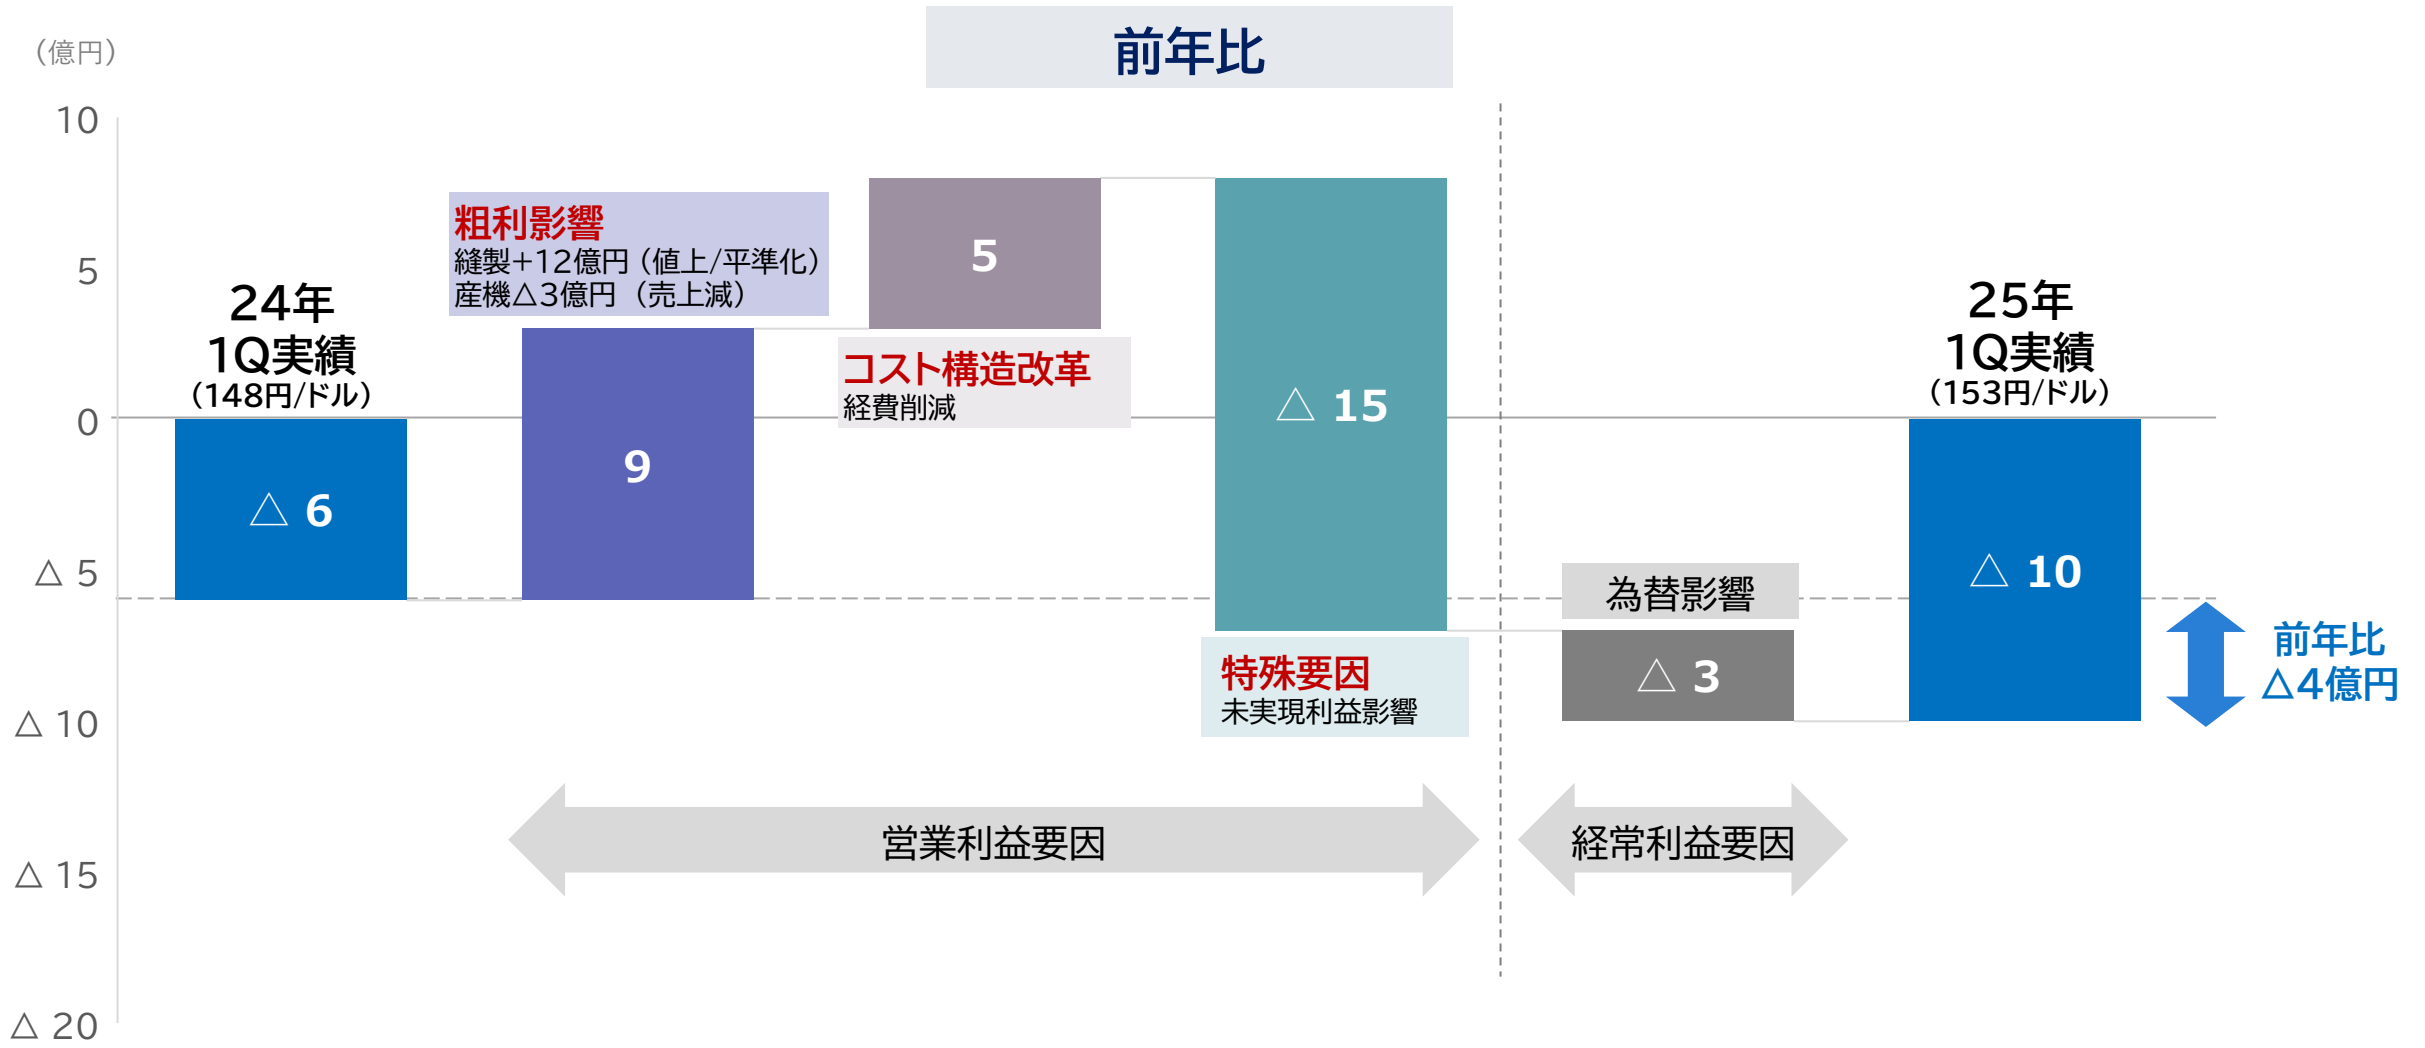 前年比
（億円）
10
5
0
△ 5
△ 10
△ 15
△ 20
24年
1Q実績
（148円/ドル）
△ 6
粗利影響
縫製+12億円（値上/平準化）
産機△3億円 （売上減）
9
5
コスト構造改革
経費削減
△ 15
特殊要因
未実現利益影響
為替影響
△ 3
25年
1Q実績
（153円/ドル）
△ 10
前年比
△4億円
営業利益要因
経常利益要因